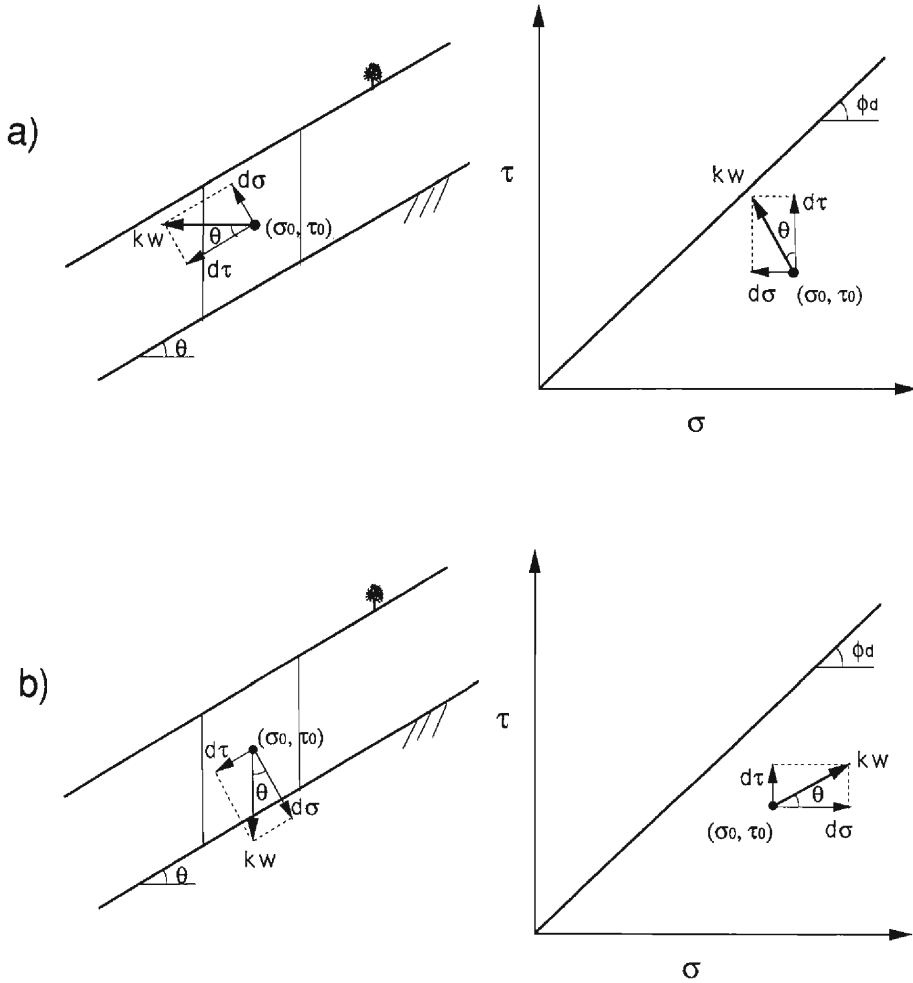 a)
dσ
kw
θ
(σ0, τ0)
dτ
θ
τ
ϕd
kw
dτ
θ
dσ
(σ0, τ0)
σ
b)
dτ
(σ0, τ0)
θ
dσ
kw
θ
τ
ϕd
dτ
kw
θ
(σ0, τ0)
dσ
σ